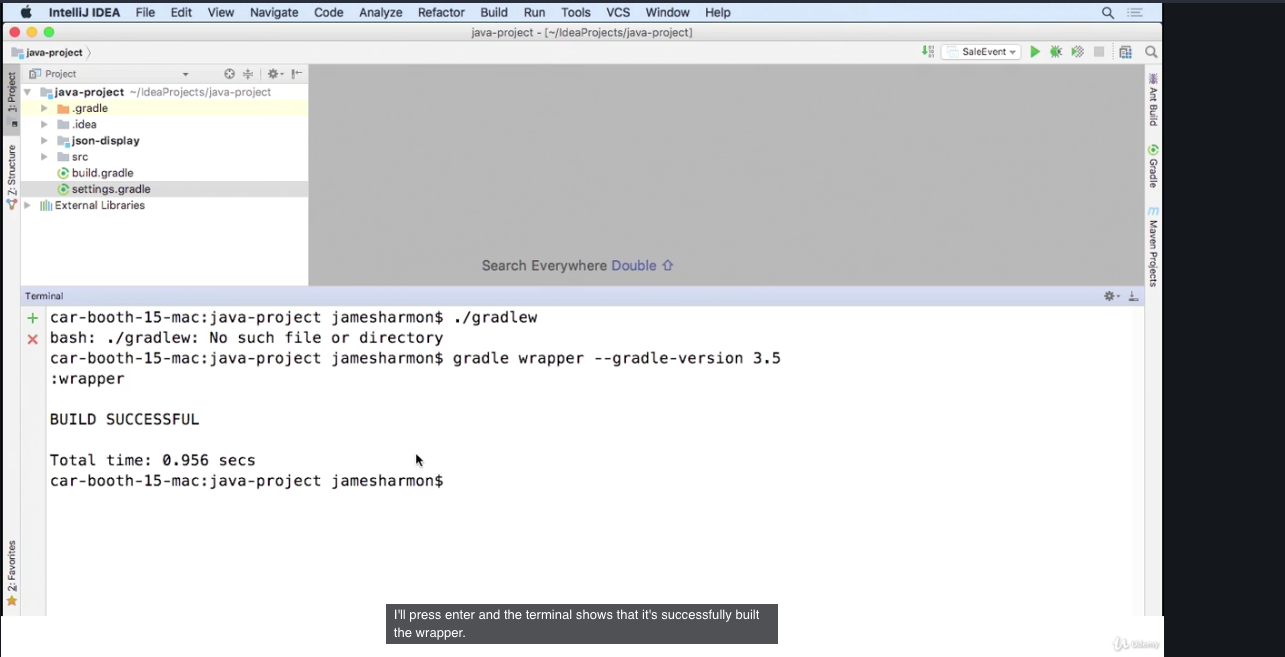 IntelliJ IDEA File Edit View Navigate Code Analyze Refactor Build Run Tools VCS Window Help
java-project - [~/IdeaProjects/java-project]
java-project
SaleEvent
1: Project
Z: Structure
2: Favorites
Project
java-project ~/IdeaProjects/java-project
.gradle
.idea
json-display
src
build.gradle
settings.gradle
External Libraries
Search Everywhere Double ⇧
Ant Build
Gradle
Maven Projects
Terminal
car-booth-15-mac:java-project jamesharmon$ ./gradlew
bash: ./gradlew: No such file or directory
car-booth-15-mac:java-project jamesharmon$ gradle wrapper --gradle-version 3.5
:wrapper
BUILD SUCCESSFUL
Total time: 0.956 secs
car-booth-15-mac:java-project jamesharmon$
I'll press enter and the terminal shows that it's successfully built
the wrapper.
Udemy